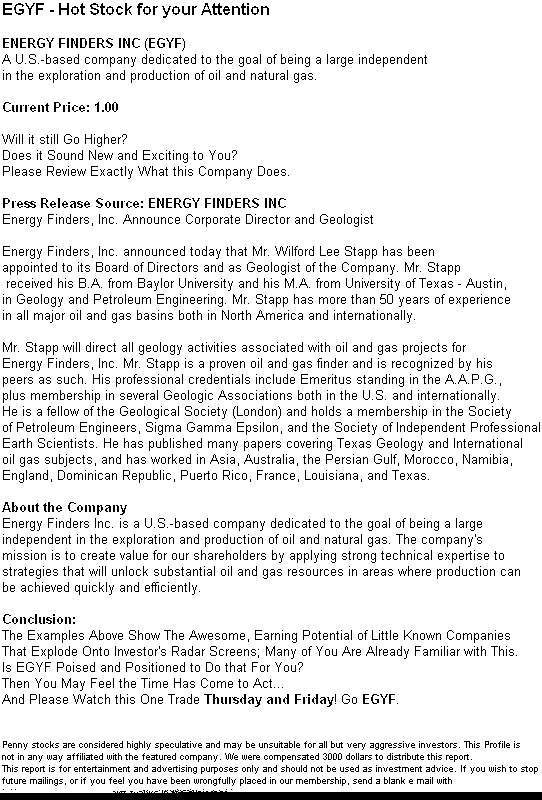 EGYF - Hot Stock for your Attention
ENERGY FINDERS INC (EGYF)
A U.S.-based company dedicated to the goal of being a large independent
in the exploration and production of oil and natural gas.
Current Price: 1.00
Will it still Go Higher?
Does it Sound New and Exciting to You?
Please Review Exactly What this Company Does.
Press Release Source: ENERGY FINDERS INC
Energy Finders, Inc. Announce Corporate Director and Geologist
Energy Finders, Inc. announced today that Mr. Wilford Lee Stapp has been
appointed to its Board of Directors and as Geologist of the Company. Mr. Stapp
received his B.A. from Baylor University and his M.A. from University of Texas - Austin,
in Geology and Petroleum Engineering. Mr. Stapp has more than 50 years of experience
in all major oil and gas basins both in North America and internationally.
Mr. Stapp will direct all geology activities associated with oil and gas projects for
Energy Finders, Inc. Mr. Stapp is a proven oil and gas finder and is recognized by his
peers as such. His professional credentials include Emeritus standing in the A.A.P.G.,
plus membership in several Geologic Associations both in the U.S. and internationally.
He is a fellow of the Geological Society (London) and holds a membership in the Society
of Petroleum Engineers, Sigma Gamma Epsilon, and the Society of Independent Professional
Earth Scientists. He has published many papers covering Texas Geology and International
oil gas subjects, and has worked in Asia, Australia, the Persian Gulf, Morocco, Namibia,
England, Dominican Republic, Puerto Rico, France, Louisiana, and Texas.
About the Company
Energy Finders Inc. is a U.S.-based company dedicated to the goal of being a large
independent in the exploration and production of oil and natural gas. The company's
mission is to create value for our shareholders by applying strong technical expertise to
strategies that will unlock substantial oil and gas resources in areas where production can
be achieved quickly and efficiently.
Conclusion:
The Examples Above Show The Awesome, Earning Potential of Little Known Companies
That Explode Onto Investor's Radar Screens; Many of You Are Already Familiar with This.
Is EGYF Poised and Positioned to Do that For You?
Then You May Feel the Time Has Come to Act...
And Please Watch this One Trade Thursday and Friday! Go EGYF.
Penny stocks are considered highly speculative and may be unsuitable for all but very aggressive investors. This Profile is
not in any way affiliated with the featured company. We were compensated 3000 dollars to distribute this report.
This report is for entertainment and advertising purposes only and should not be used as investment advice. If you wish to stop
future mailings, or if you feel you have been wrongfully placed in our membership, send a blank e mail with